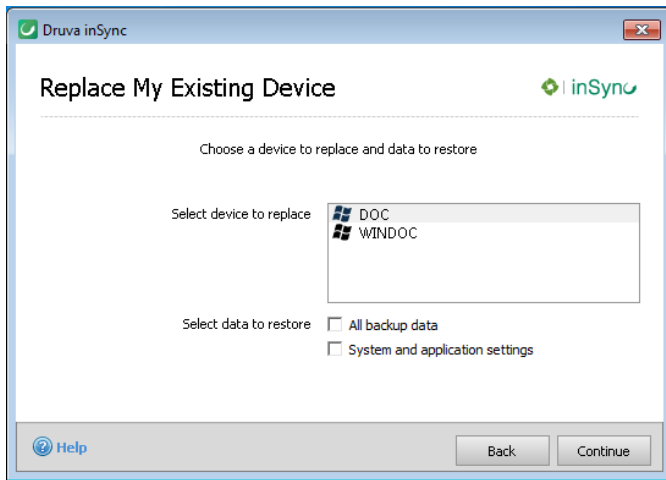 Druva inSync
Replace My Existing Device
inSync
Choose a device to replace and data to restore
Select device to replace
DOC
WINDOC
Select data to restore
All backup data
System and application settings
Help
Back
Continue